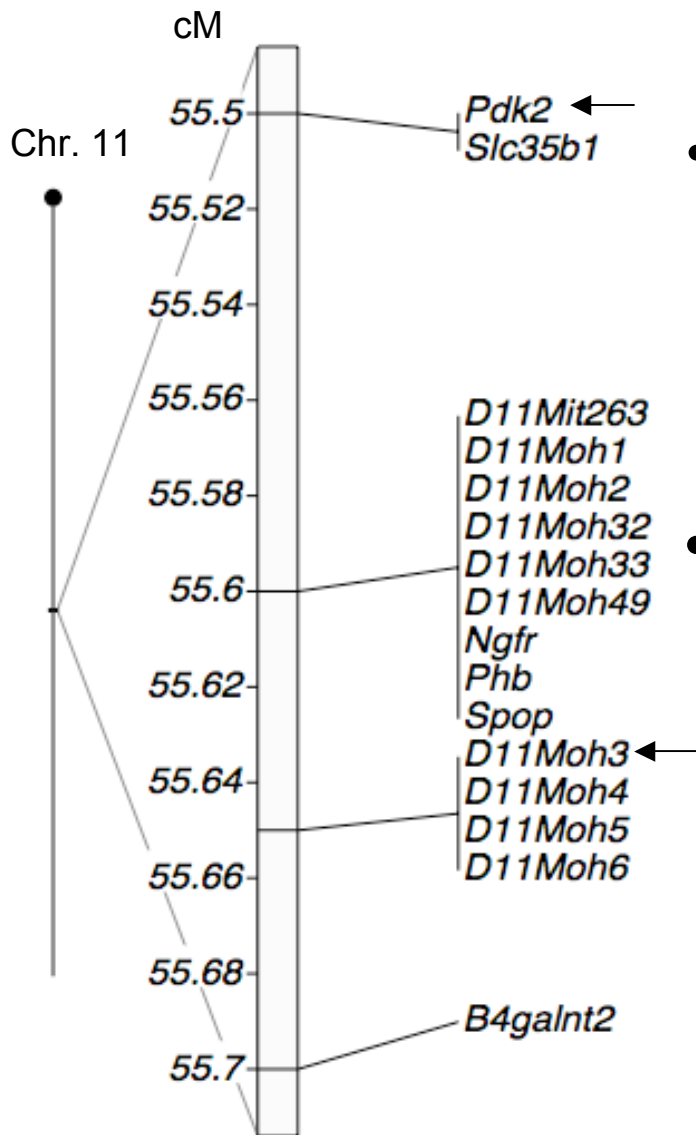 cM
Chr. 11
55.5
55.52
55.54
55.56
55.58
55.6
55.62
55.64
55.66
55.68
55.7
Pdk2
Slc35b1
D11Mit263
D11Moh1
D11Moh2
D11Moh32
D11Moh33
D11Moh49
Ngfr
Phb
Spop
D11Moh3
D11Moh4
D11Moh5
D11Moh6
B4galnt2